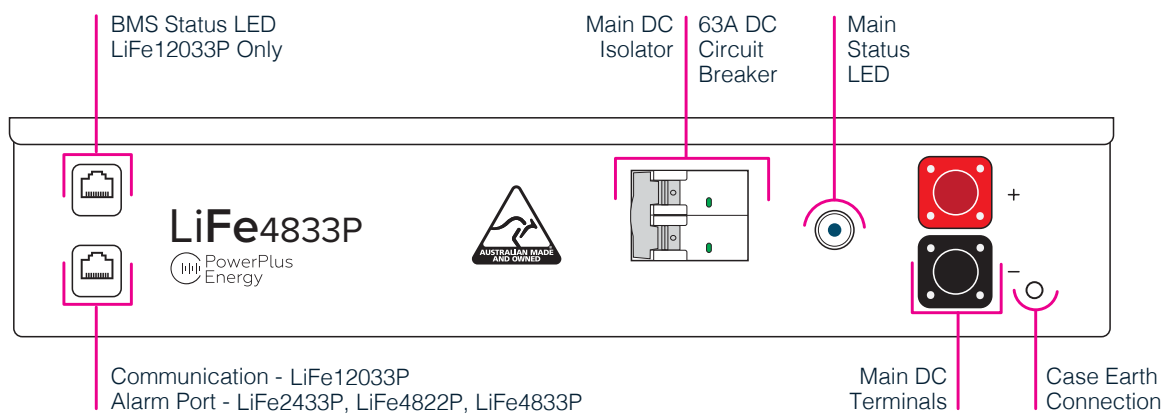 BMS Status LED
LiFe12033P Only
Main DC
Isolator
63A DC
Circuit
Breaker
Main
Status
LED
LiFe4833P
PowerPlus
Energy
AUSTRALIAN MADE
AND OWNED
+
−
Communication - LiFe12033P
Alarm Port - LiFe2433P, LiFe4822P, LiFe4833P
Main DC
Terminals
Case Earth
Connection